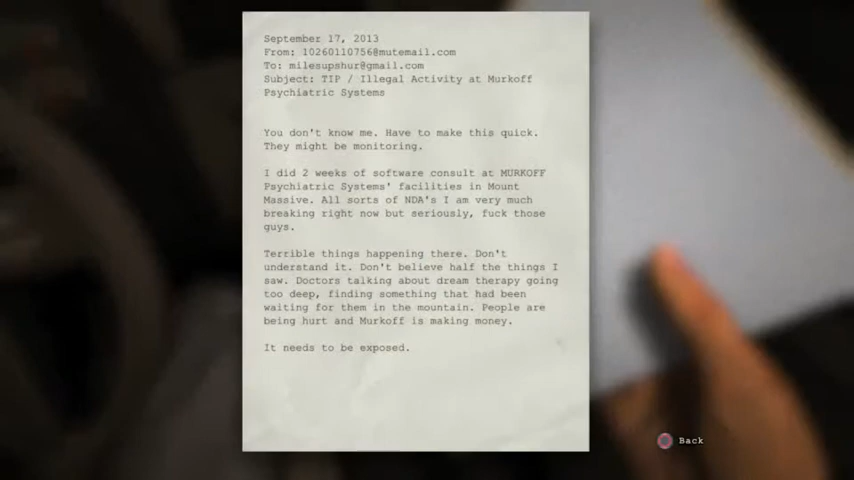 September 17, 2013
From: 10260110756@mutemail.com
To: milesupshur@gmail.com
Subject: TIP / Illegal Activity at Murkoff
Psychiatric Systems
You don't know me. Have to make this quick.
They might be monitoring.
I did 2 weeks of software consult at MURKOFF
Psychiatric Systems' facilities in Mount
Massive. All sorts of NDA's I am very much
breaking right now but seriously, fuck those
guys.
Terrible things happening there. Don't
understand it. Don't believe half the things I
saw. Doctors talking about dream therapy going
too deep, finding something that had been
waiting for them in the mountain. People are
being hurt and Murkoff is making money.
It needs to be exposed.
Back